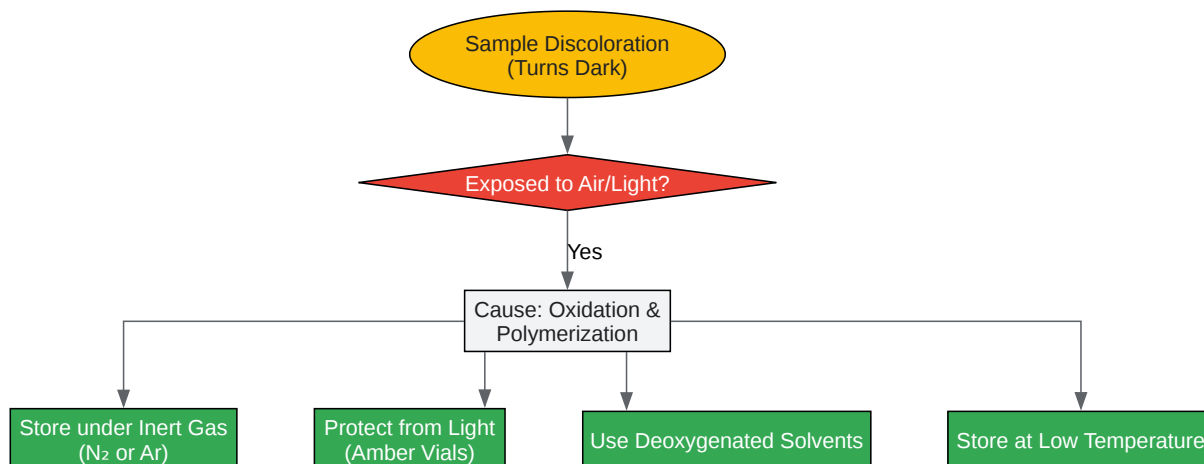 Sample Discoloration
(Turns Dark)
Exposed to Air/Light?
Yes
Cause: Oxidation &
Polymerization
Store under Inert Gas
(N₂ or Ar)
Protect from Light
(Amber Vials)
Use Deoxygenated Solvents
Store at Low Temperature